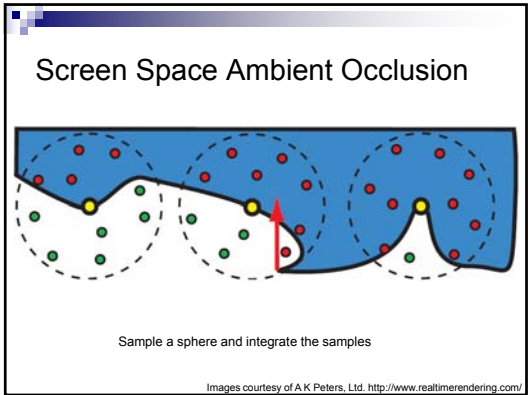 Screen Space Ambient Occlusion
Sample a sphere and integrate the samples
Images courtesy of A K Peters, Ltd. http://www.realtimerendering.com/